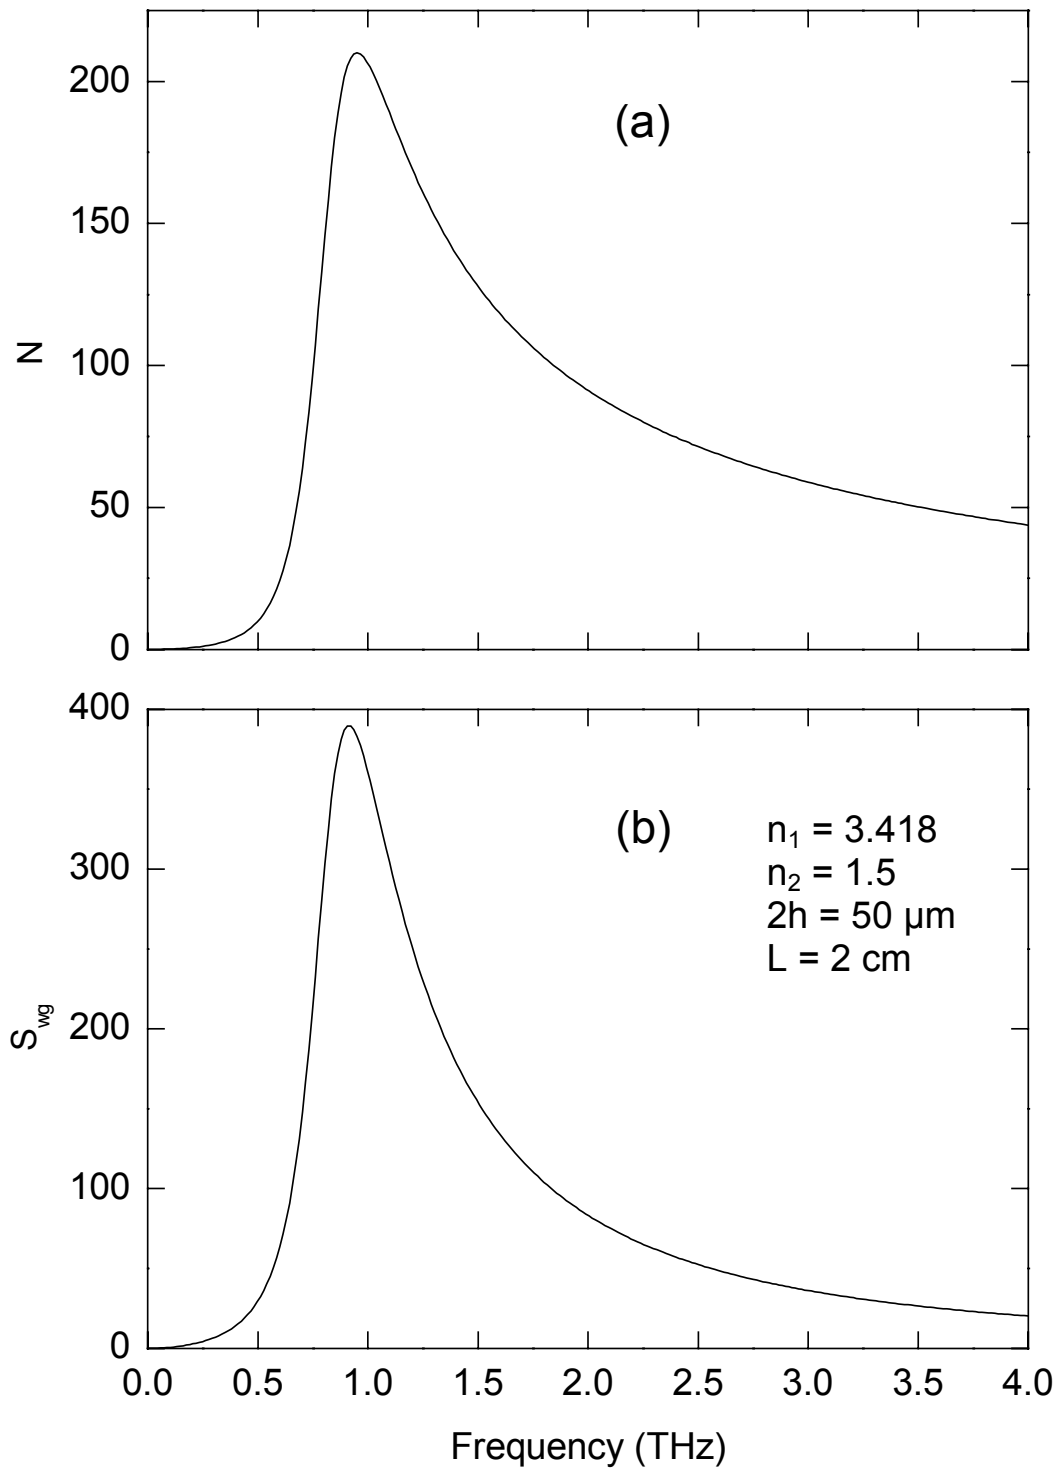 200
150
100
50
0
N
(a)
400
300
200
100
0
S_wg
(b)
n₁ = 3.418
n₂ = 1.5
2h = 50 µm
L = 2 cm
0.0 0.5 1.0 1.5 2.0 2.5 3.0 3.5 4.0
Frequency (THz)